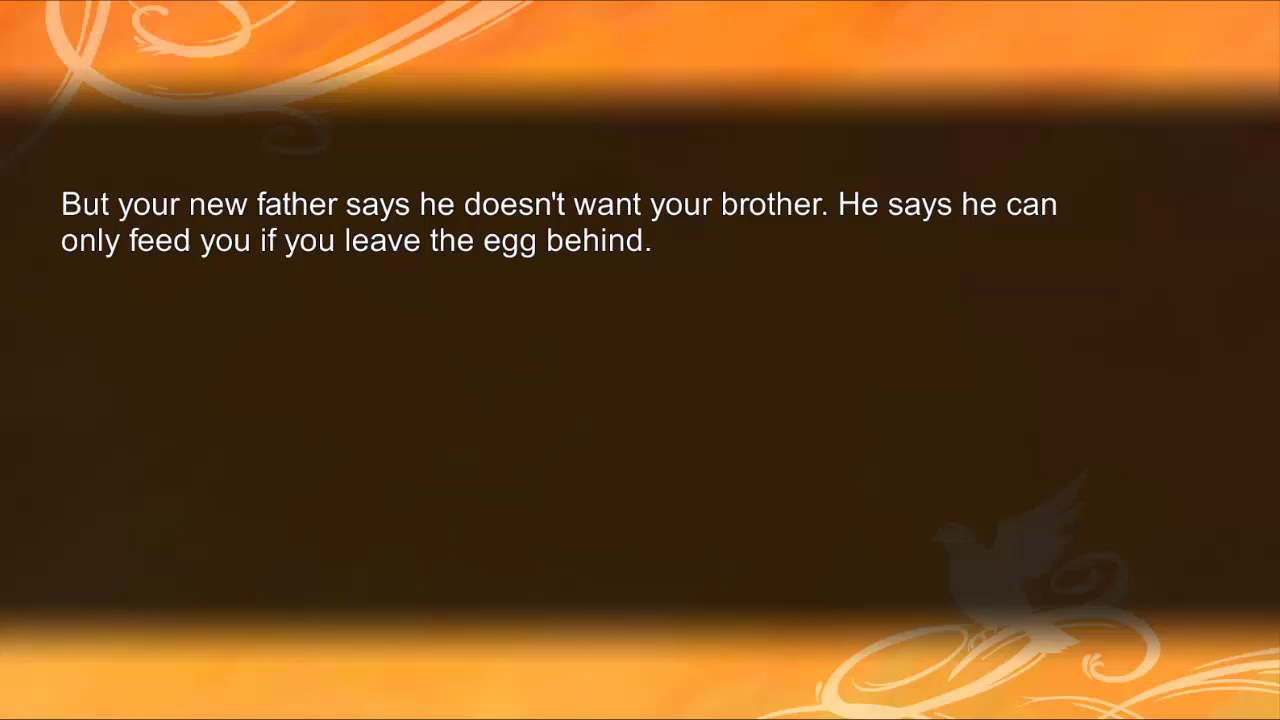 But your new father says he doesn't want your brother. He says he can
only feed you if you leave the egg behind.